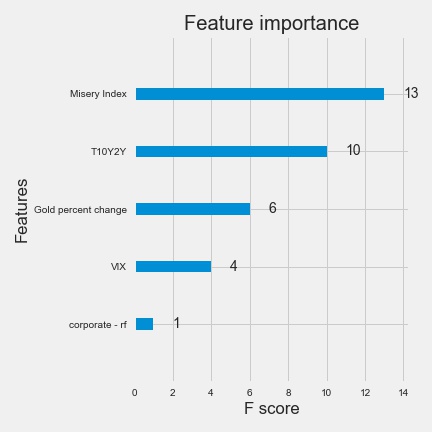 Feature importance
Misery Index 13
T10Y2Y 10
Gold percent change 6
VIX 4
corporate - rf 1
0 2 4 6 8 10 12 14
F score
Features